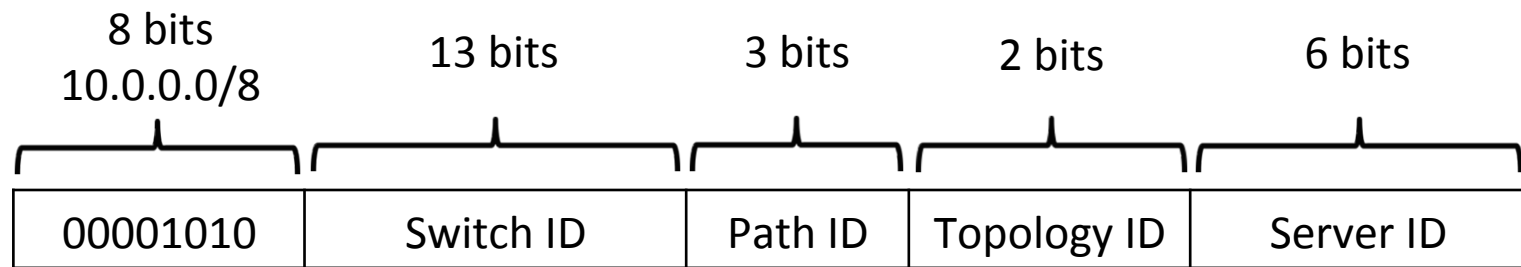 8 bits
10.0.0.0/8
13 bits
3 bits
2 bits
6 bits
00001010
Switch ID
Path ID
Topology ID
Server ID